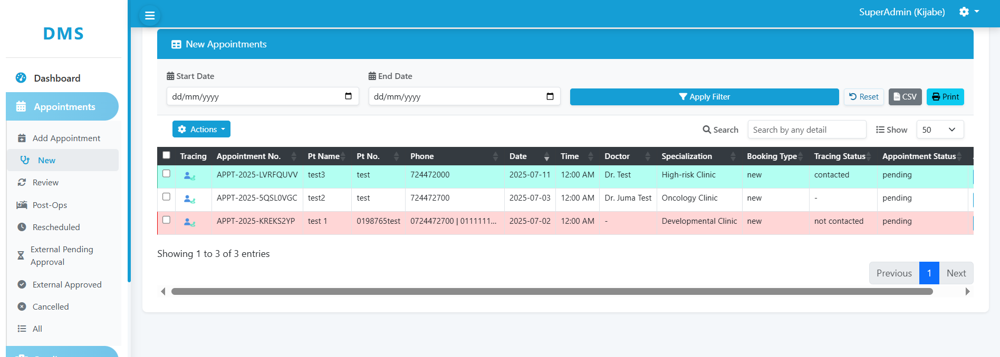 DMS
Dashboard
Appointments
Add Appointment
New
Review
Post-Ops
Rescheduled
External Pending
Approval
External Approved
Cancelled
All
SuperAdmin (Kijabe)
New Appointments
Start Date
End Date
dd/mm/yyyy
dd/mm/yyyy
Apply Filter
Reset
CSV
Print
Actions
Search
Search by any detail
Show
50
Tracing Appointment No. Pt Name Pt No. Phone Date Time Doctor Specialization Booking Type Tracing Status Appointment Status
APPT-2025-LVRFQUVV test3 test 724472000 2025-07-11 12:00 AM Dr. Test High-risk Clinic new contacted pending
APPT-2025-5QSL0VGC test2 test 724472700 2025-07-03 12:00 AM Dr. Juma Test Oncology Clinic new - pending
APPT-2025-KREKS2YP test 1 0198765test 0724472700 | 0111111... 2025-07-02 12:00 AM - Developmental Clinic new not contacted pending
Showing 1 to 3 of 3 entries
Previous 1 Next